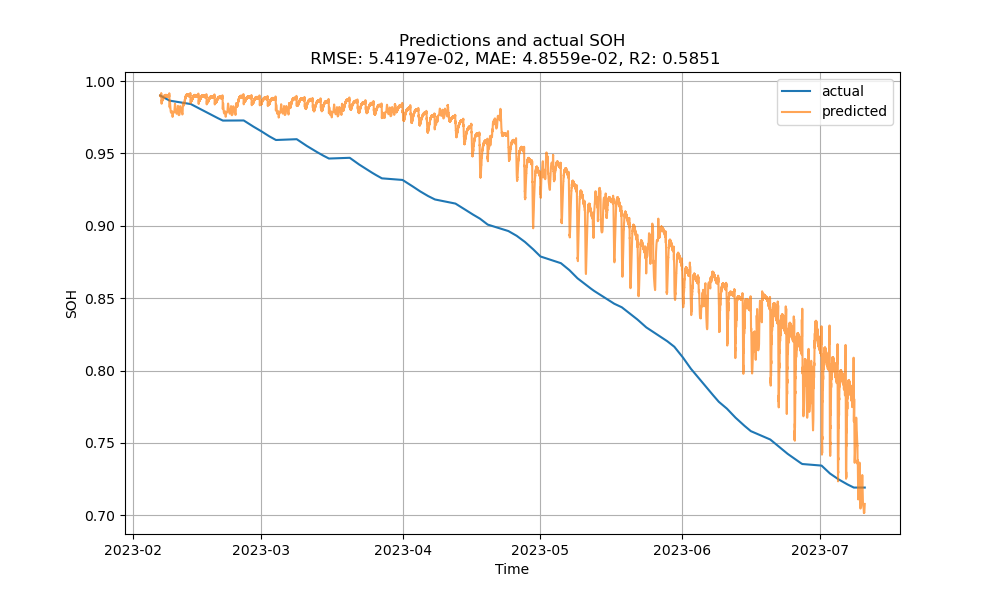 Predictions and actual SOH
RMSE: 5.4197e-02, MAE: 4.8559e-02, R2: 0.5851
actual
predicted
1.00
0.95
0.90
0.85
0.80
0.75
0.70
SOH
2023-02
2023-03
2023-04
2023-05
2023-06
2023-07
Time